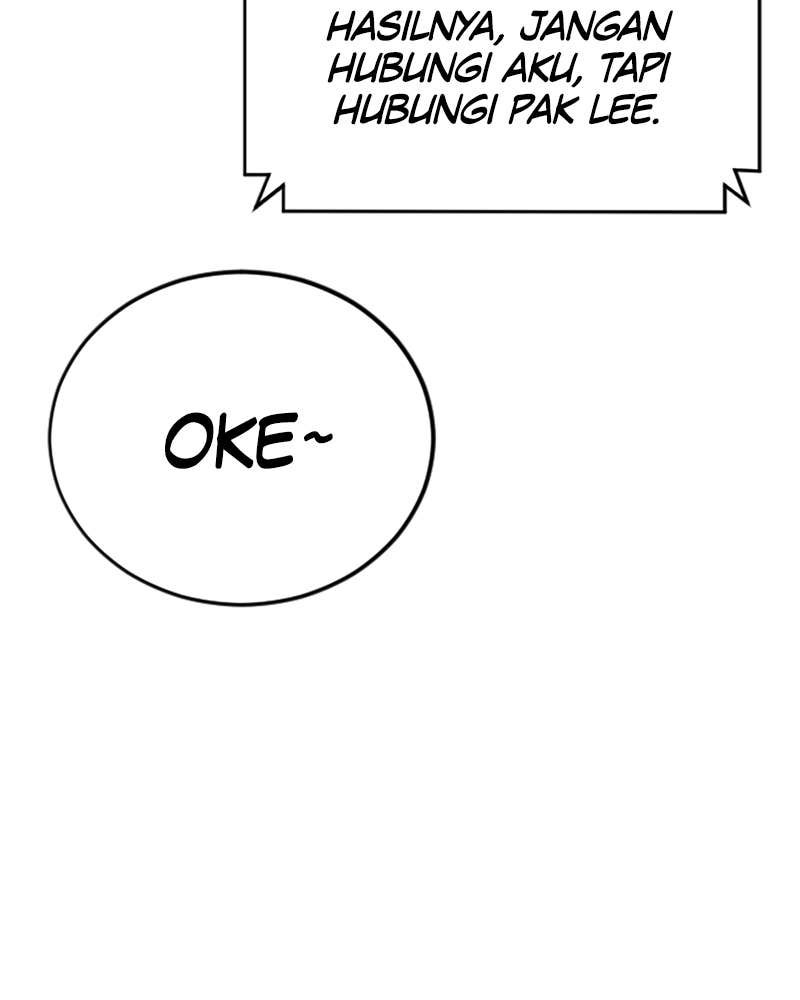 HASILNYA, JANGAN
HUBUNGI AKU, TAPI
HUBUNGI PAK LEE.
OKE~